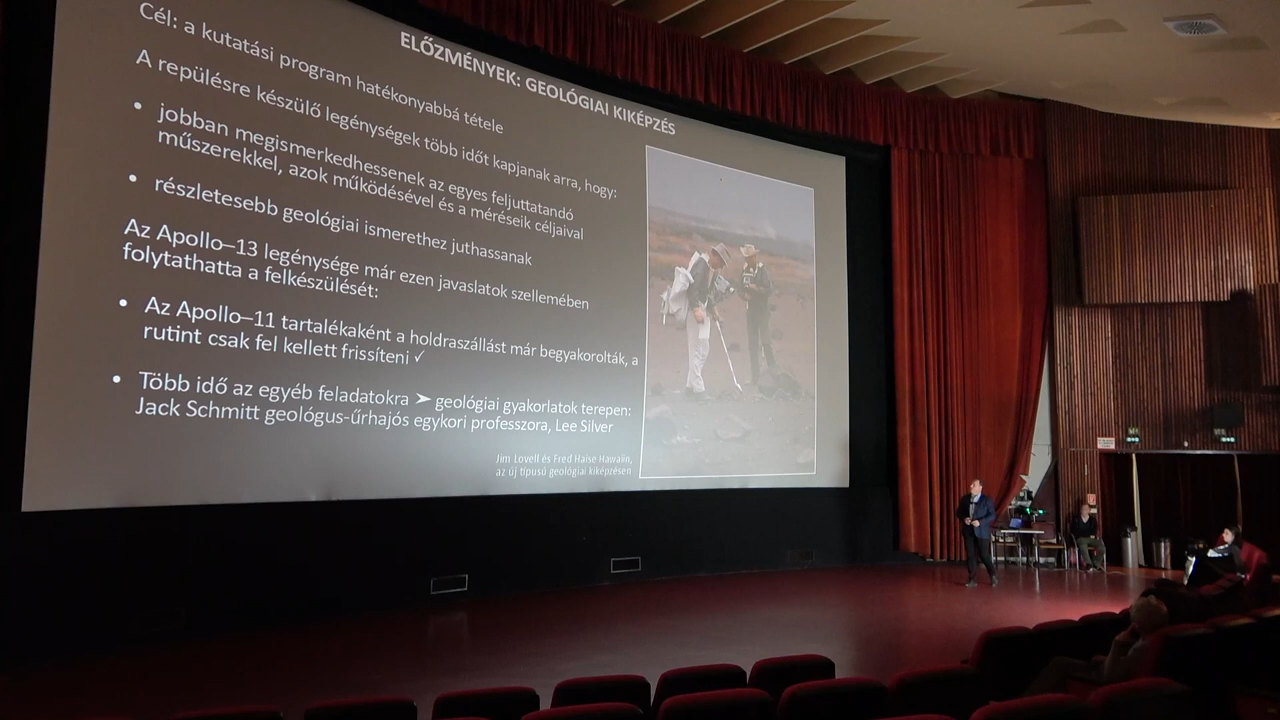 ELŐZMÉNYEK: GEOLÓGIAI KIKÉPZÉS
Cél: a kutatási program hatékonyabbá tétele
A repülésre készülő legénységek több időt kapjanak arra, hogy:
• jobban megismerkedhessenek az egyes feljuttatandó
műszerekkel, azok működésével és a méréseik céljaival
• részletesebb geológiai ismerethez juthassanak
Az Apollo–13 legénysége már ezen javaslatok szellemében
folytathatta a felkészülését:
• Az Apollo–11 tartalékaként a holdraszállást már begyakorolták, a
rutint csak fel kellett frissíteni ✓
• Több idő az egyéb feladatokra ➤ geológiai gyakorlatok terepen:
Jack Schmitt geológus-űrhajós egykori professzora, Lee Silver
Jim Lovell és Fred Haise Hawaiin,
az új típusú geológiai kiképzésen